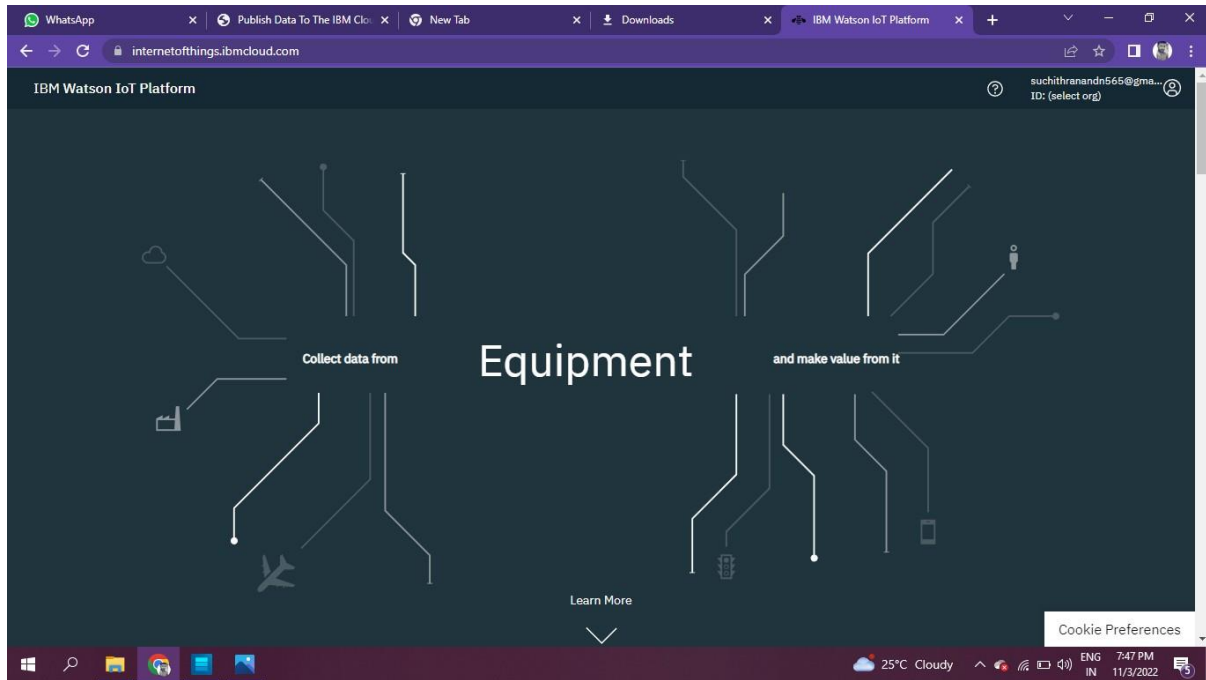 WhatsApp
Publish Data To The IBM Clou
New Tab
Downloads
IBM Watson IoT Platform
internetofthings.ibmcloud.com
IBM Watson IoT Platform
suchithranandn565@gma...
ID: (select org)
Collect data from
Equipment
and make value from it
Learn More
Cookie Preferences
25°C Cloudy
ENG
IN
7:47 PM
11/3/2022
5